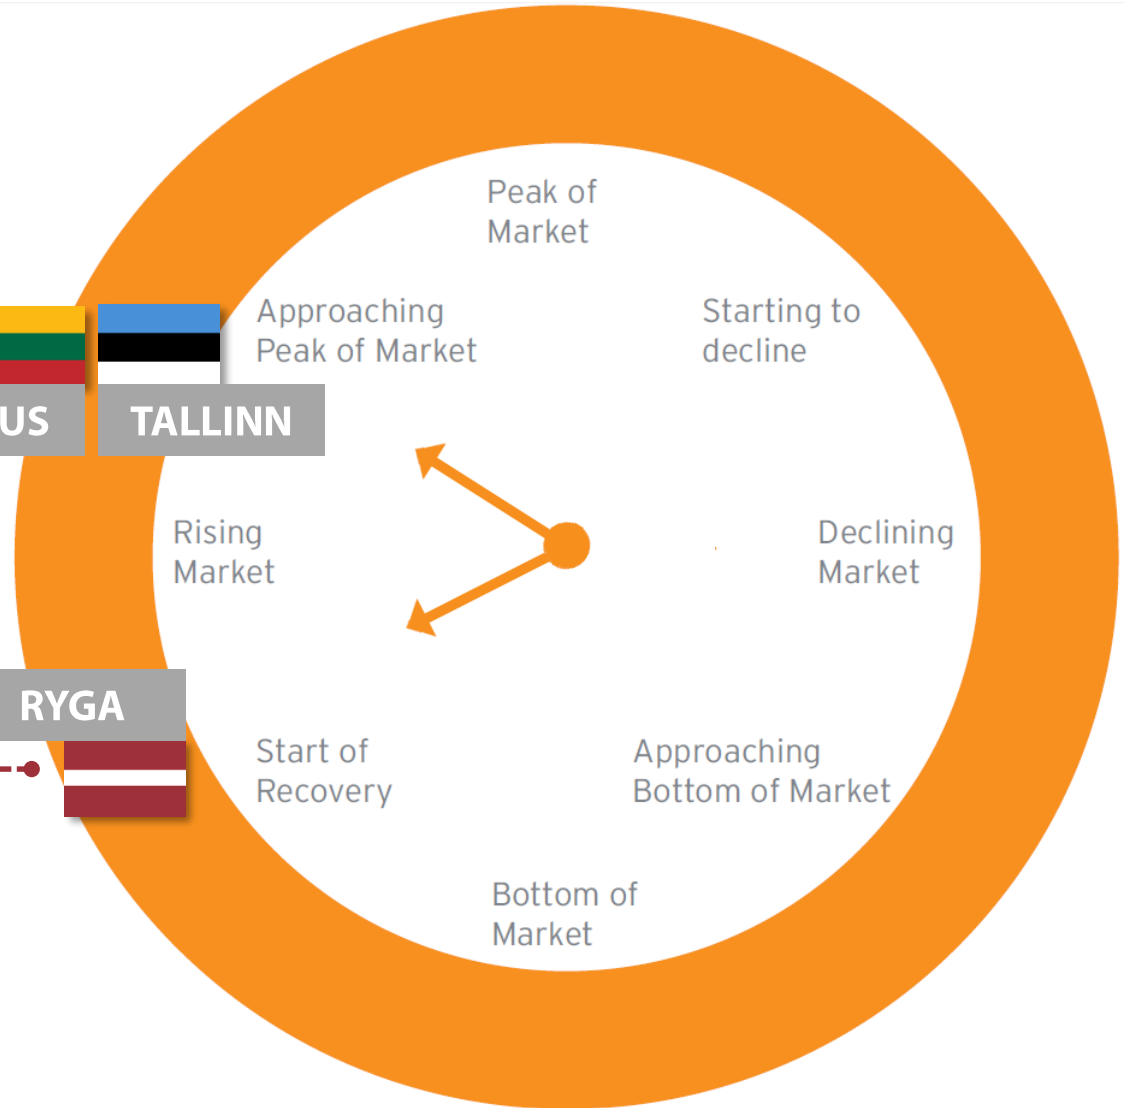 Peak of
Market
Approaching
Peak of Market
Starting to
decline
US
TALLINN
Rising
Market
Declining
Market
RYGA
Start of
Recovery
Approaching
Bottom of Market
Bottom of
Market